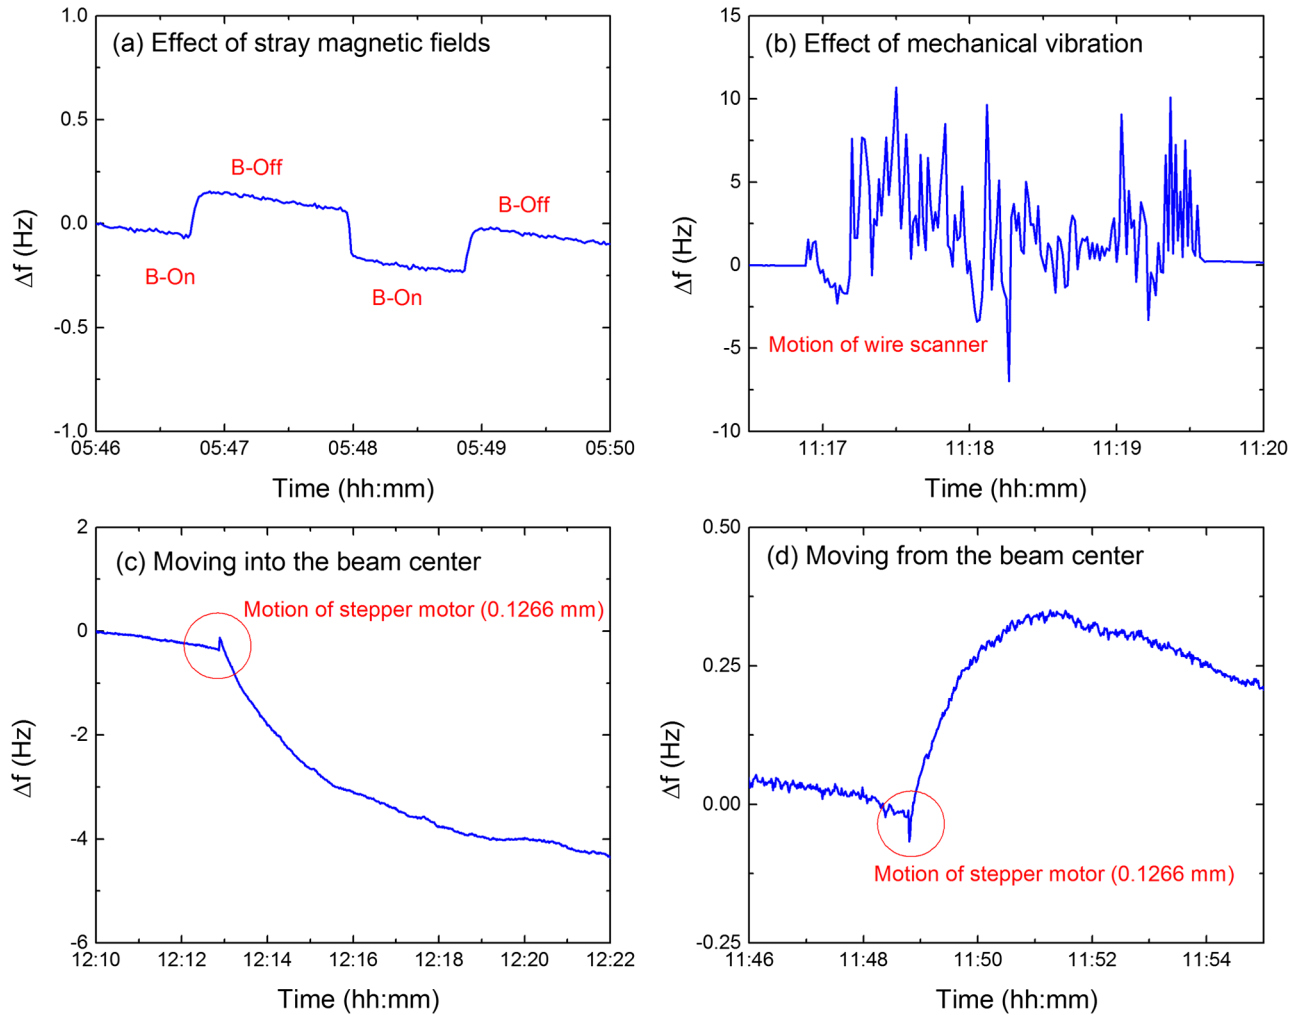 (a) Effect of stray magnetic fields
1.0
0.5
0.0
-0.5
-1.0
Δf (Hz)
B-Off
B-Off
B-On
B-On
05:46
05:47
05:48
05:49
05:50
Time (hh:mm)
(b) Effect of mechanical vibration
15
10
5
0
-5
-10
Δf (Hz)
Motion of wire scanner
11:17
11:18
11:19
11:20
Time (hh:mm)
(c) Moving into the beam center
2
0
-2
-4
-6
Δf (Hz)
Motion of stepper motor (0.1266 mm)
12:10
12:12
12:14
12:16
12:18
12:20
12:22
Time (hh:mm)
(d) Moving from the beam center
0.50
0.25
0.00
-0.25
Δf (Hz)
Motion of stepper motor (0.1266 mm)
11:46
11:48
11:50
11:52
11:54
Time (hh:mm)